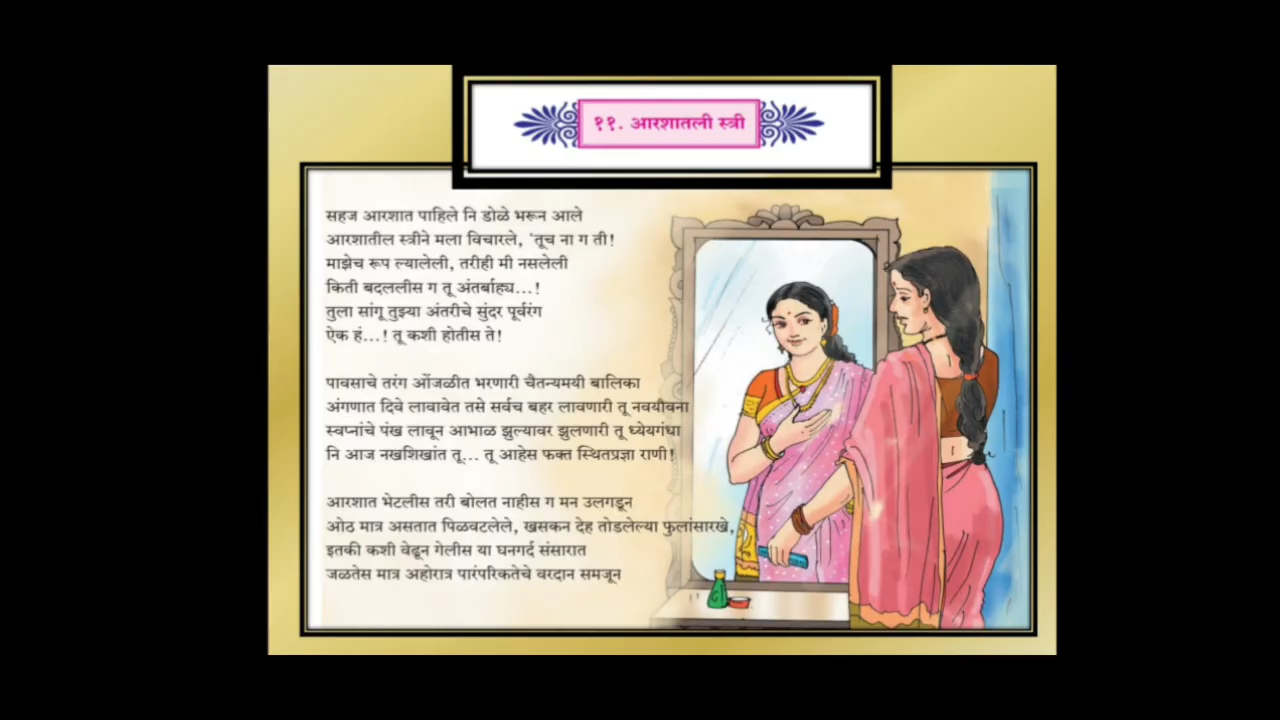 ११. आरशातली स्त्री
सहज आरशात पाहिले नि डोळे भरून आले
आरशातील स्त्रीने मला विचारले, 'तूच ना ग ती!
माझेच रूप ल्यालेली, तरीही मी नसलेली
किती बदललीस ग तू अंतर्बाह्य...!
तुला सांगू तुझ्या अंतरीचे सुंदर पूर्वरंग
ऐक हं...! तू कशी होतीस ते!
पावसाचे तरंग ओंजळीत भरणारी चैतन्यमयी बालिका
अंगणात दिवे लावावेत तसे सर्वच बहर लावणारी तू नवयौवना
स्वप्नांचे पंख लावून आभाळ झुल्यावर झुलणारी तू ध्येयगंधा
नि आज नखशिखांत तू... तू आहेस फक्त स्थितप्रज्ञा राणी!
आरशात भेटलीस तरी बोलत नाहीस ग मन उलगडून
ओठ मात्र असतात पिळवटलेले, खसकन देह तोडलेल्या फुलांसारखे,
इतकी कशी वेढून गेलीस या घनगर्द संसारात
जळतेस मात्र अहोरात्र पारंपरिकतेचे वरदान समजून